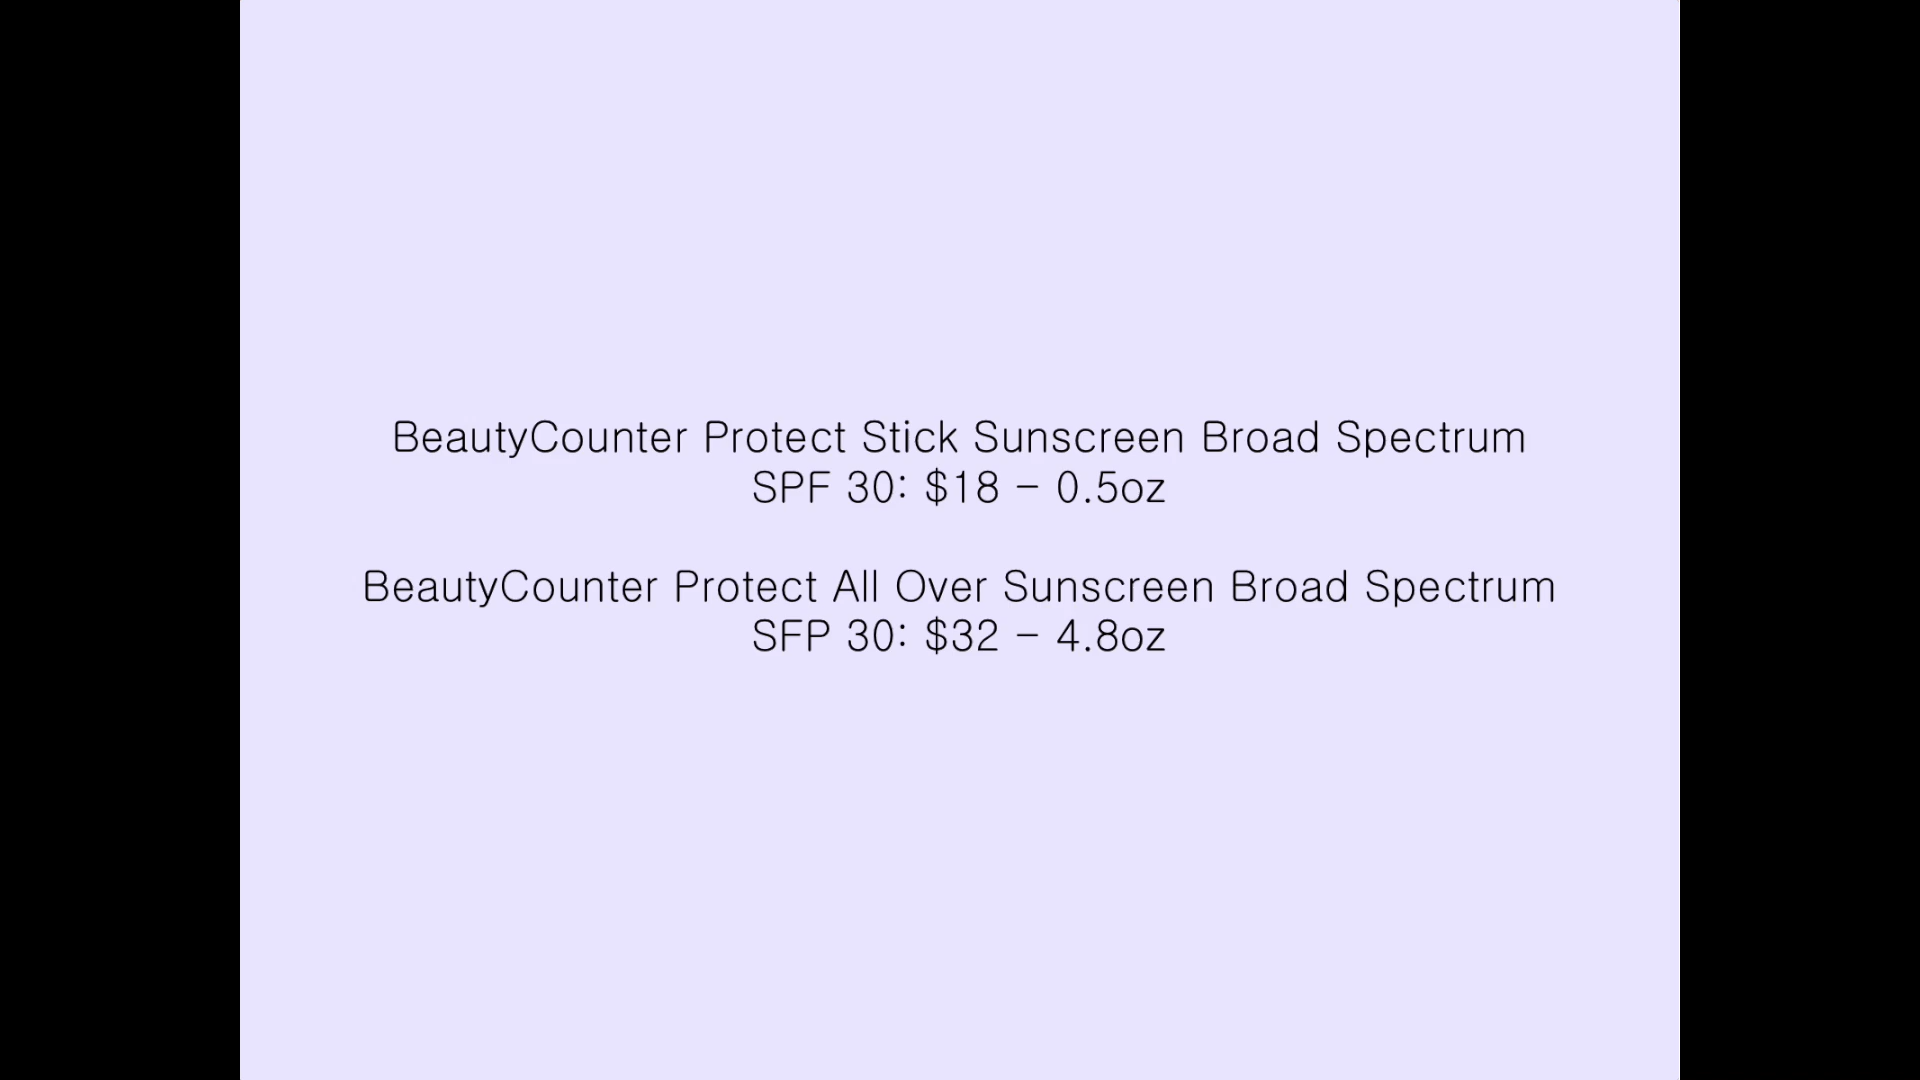 BeautyCounter Protect Stick Sunscreen Broad Spectrum
SPF 30: $18 – 0.5oz
BeautyCounter Protect All Over Sunscreen Broad Spectrum
SFP 30: $32 – 4.8oz